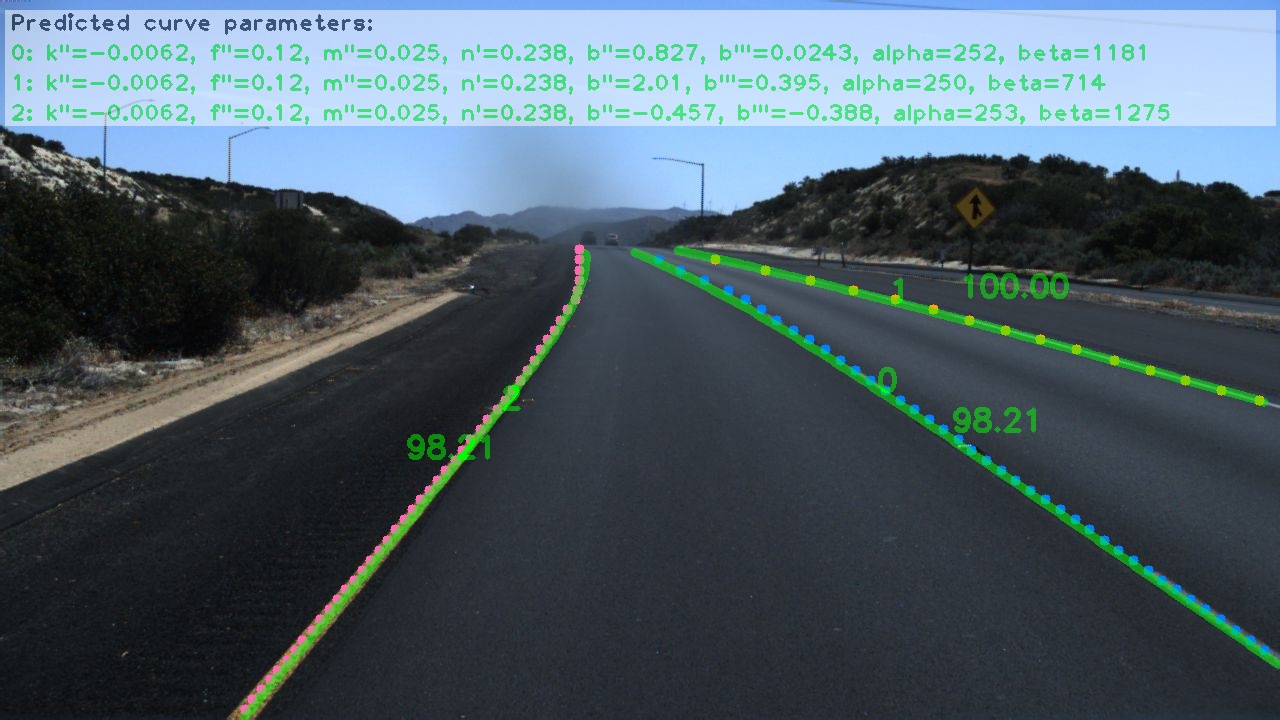 Predicted curve parameters:
0: k''=-0.0062, f''=0.12, m''=0.025, n'=0.238, b''=0.827, b'''=0.0243, alpha=252, beta=1181
1: k''=-0.0062, f''=0.12, m''=0.025, n'=0.238, b''=2.01, b'''=0.395, alpha=250, beta=714
2: k''=-0.0062, f''=0.12, m''=0.025, n'=0.238, b''=-0.457, b'''=-0.388, alpha=253, beta=1275
1 100.00
0
2
98.21
98.21